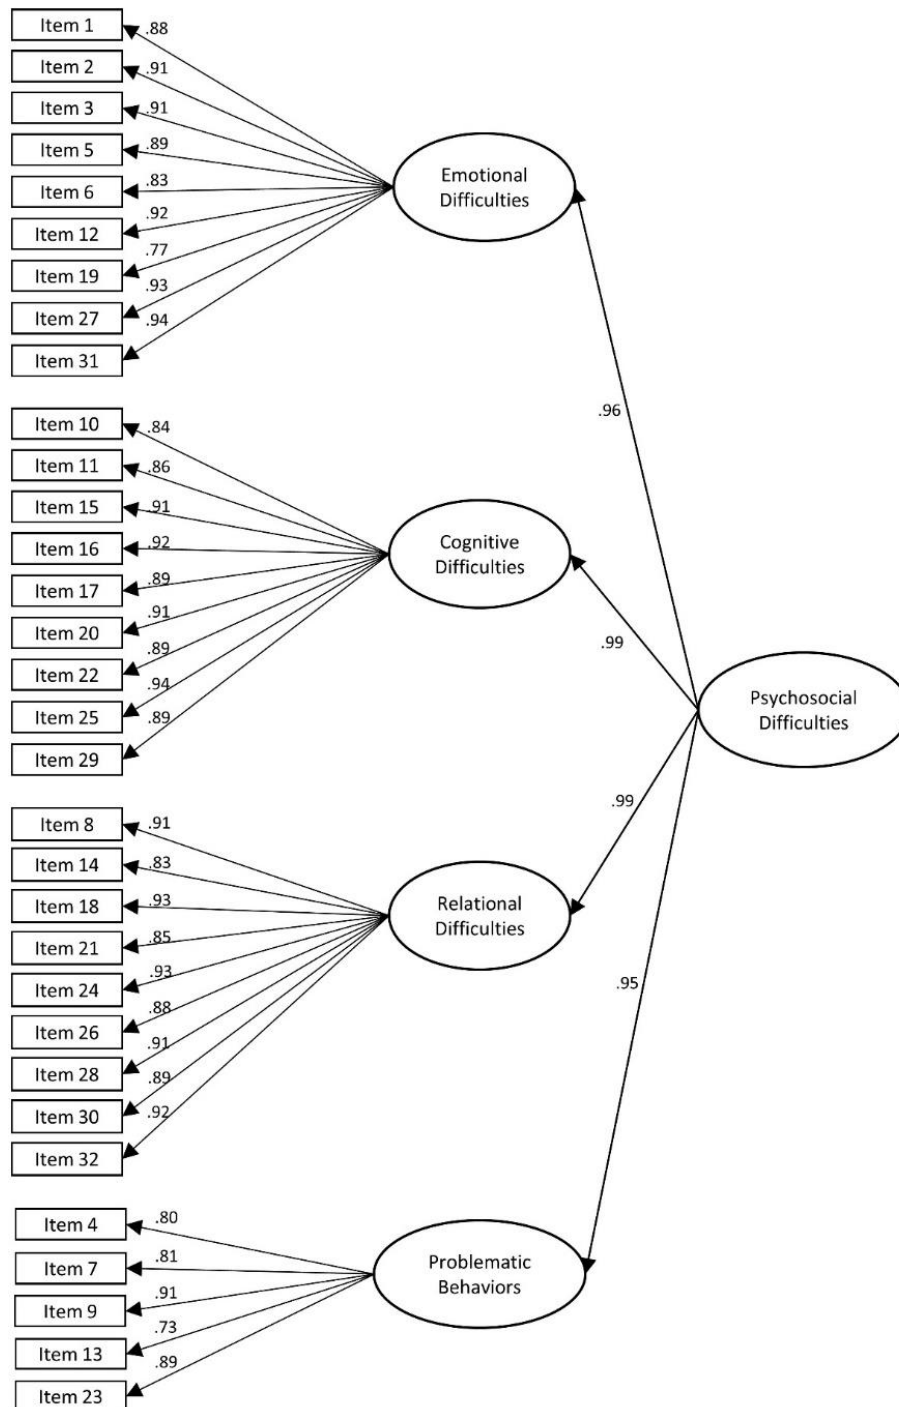 Item 1
.88
Item 2
.91
Item 3
.91
Item 5
.89
Item 6
.83
Item 12
.92
Item 19
.77
Item 27
.93
Item 31
.94
Emotional
Difficulties
.96
Item 10
.84
Item 11
.86
Item 15
.91
Item 16
.92
Item 17
.89
Item 20
.91
Item 22
.89
Item 25
.94
Item 29
.89
Cognitive
Difficulties
.99
Psychosocial
Difficulties
Item 8
.91
Item 14
.83
Item 18
.93
Item 21
.85
Item 24
.93
Item 26
.88
Item 28
.91
Item 30
.89
Item 32
.92
Relational
Difficulties
.99
Item 4
.80
Item 7
.81
Item 9
.91
Item 13
.73
Item 23
.89
Problematic
Behaviors
.95